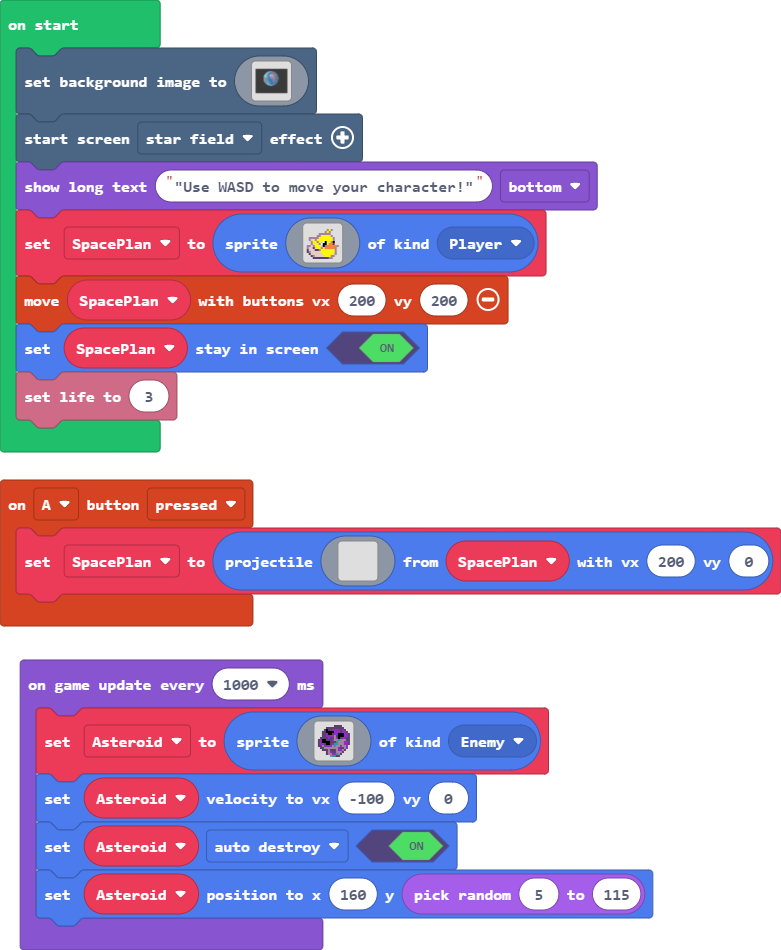 on start
set background image to
start screen star field effect
show long text ""Use WASD to move your character!"" bottom
set SpacePlan to sprite of kind Player
move SpacePlan with buttons vx 200 vy 200
set SpacePlan stay in screen ON
set life to 3
on A button pressed
set SpacePlan to projectile from SpacePlan with vx 200 vy 0
on game update every 1000 ms
set Asteroid to sprite of kind Enemy
set Asteroid velocity to vx -100 vy 0
set Asteroid auto destroy ON
set Asteroid position to x 160 y pick random 5 to 115